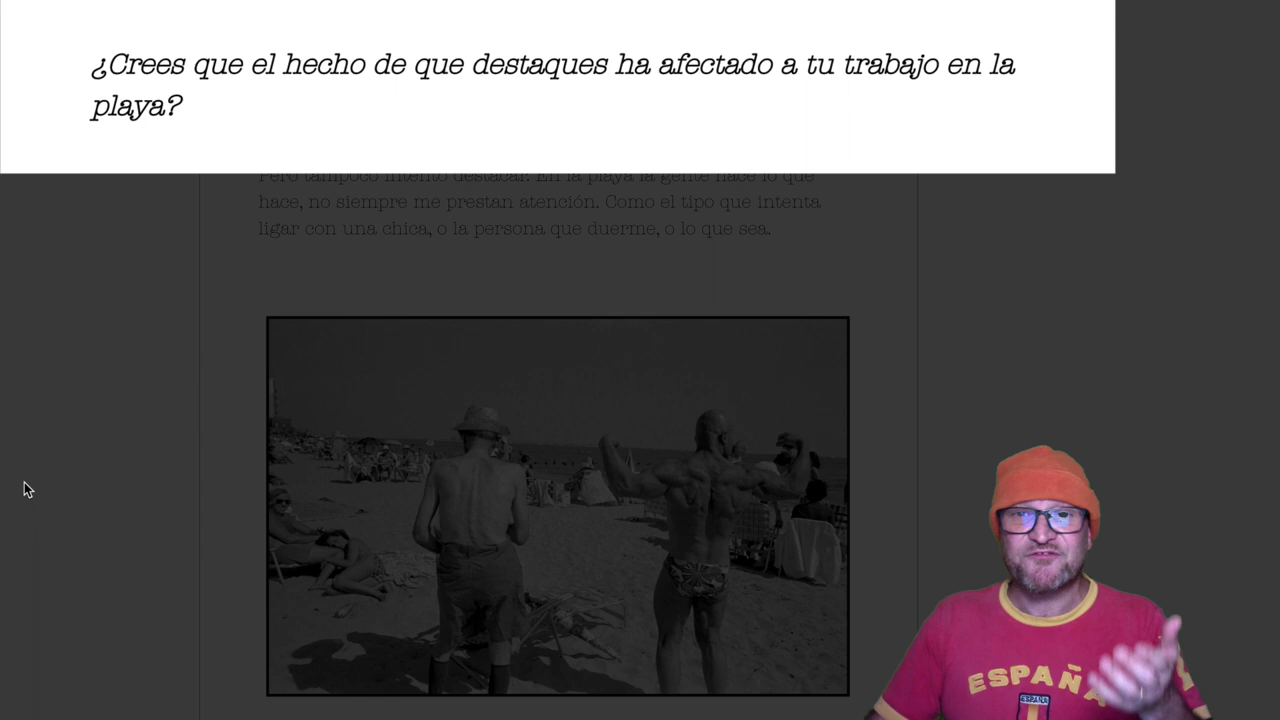 ¿Crees que el hecho de que destaques ha afectado a tu trabajo en la
playa?
Pero tampoco intento destacar. En la playa la gente hace lo que
hace, no siempre me prestan atención. Como el tipo que intenta
ligar con una chica, o la persona que duerme, o lo que sea.
ESPAÑA
ESPAÑA